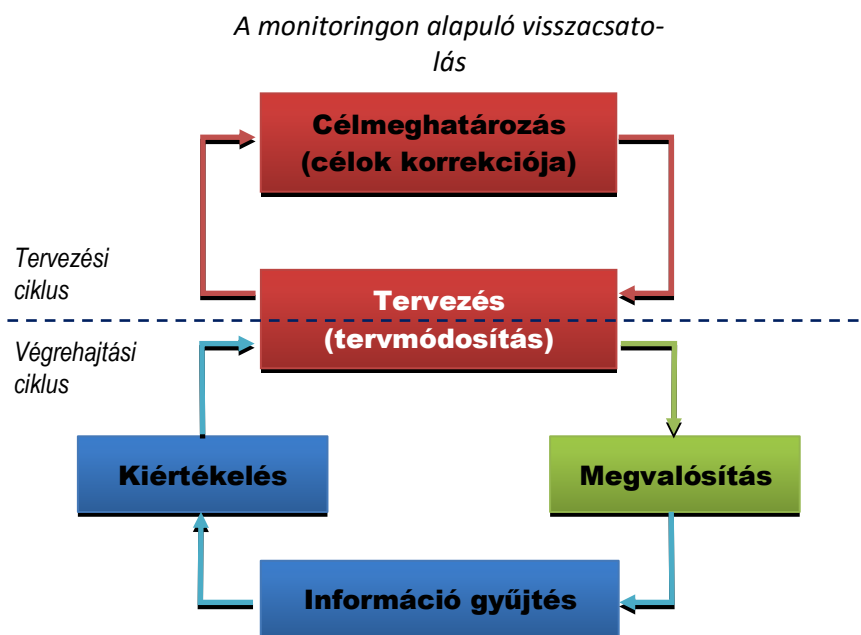 A monitoringon alapuló visszacsato-
lás
Célmeghatározás
(célok korrekciója)
Tervezési
ciklus
Tervezés
(tervmódosítás)
Végrehajtási
ciklus
Kiértékelés
Megvalósítás
Információ gyűjtés